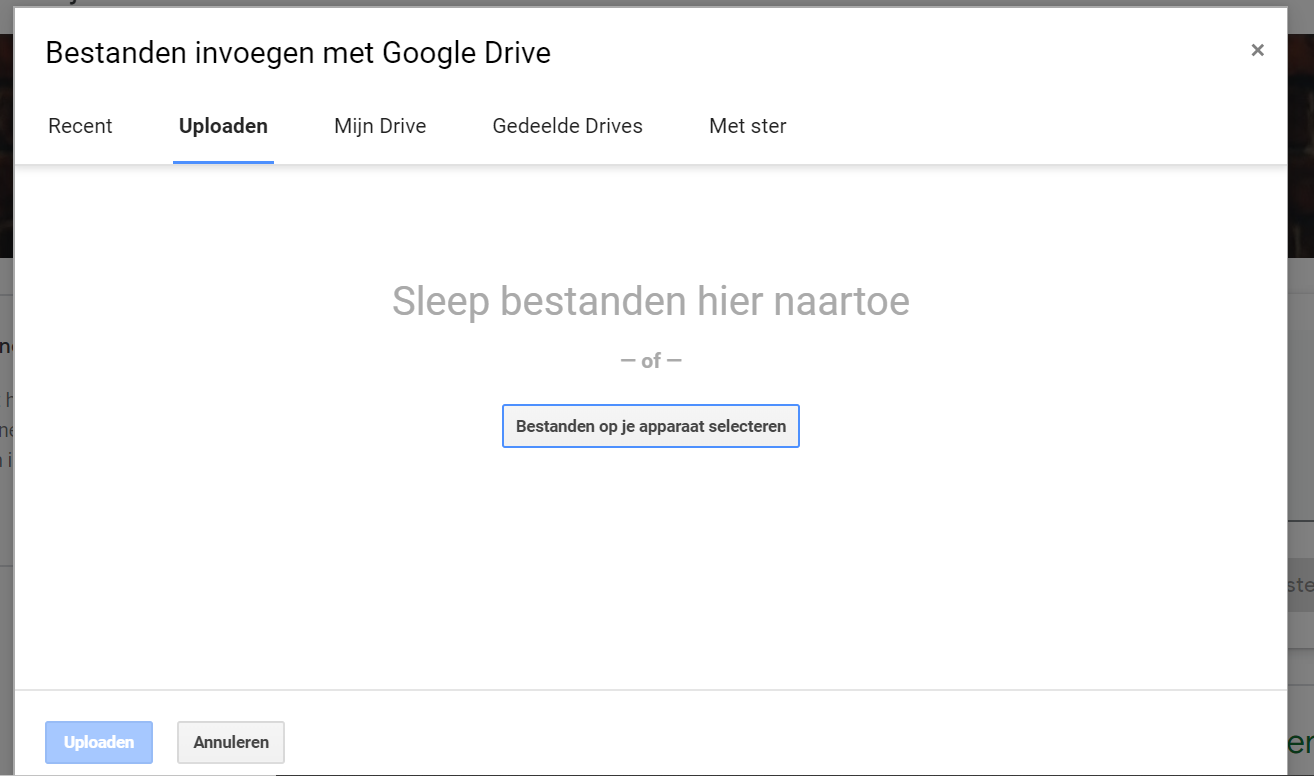 Bestanden invoegen met Google Drive
×
Recent Uploaden Mijn Drive Gedeelde Drives Met ster
Sleep bestanden hier naartoe
— of —
Bestanden op je apparaat selecteren
Uploaden Annuleren